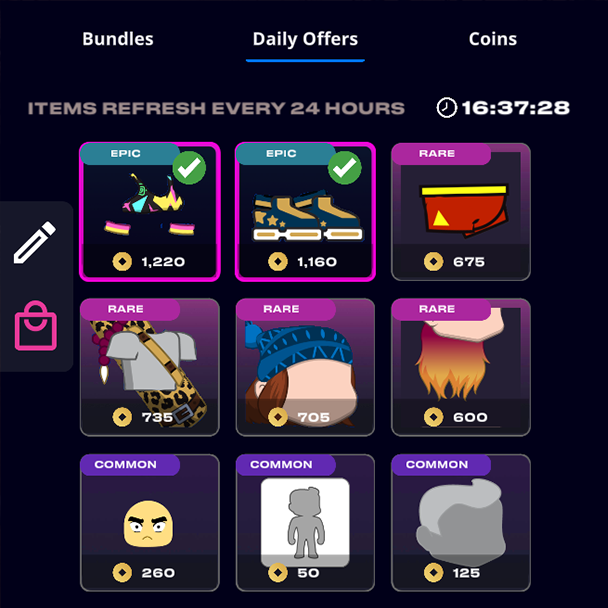 Bundles Daily Offers Coins
ITEMS REFRESH EVERY 24 HOURS 16:37:28
EPIC EPIC RARE
1,220 1,160 675
RARE RARE RARE
735 705 600
COMMON COMMON COMMON
260 50 125